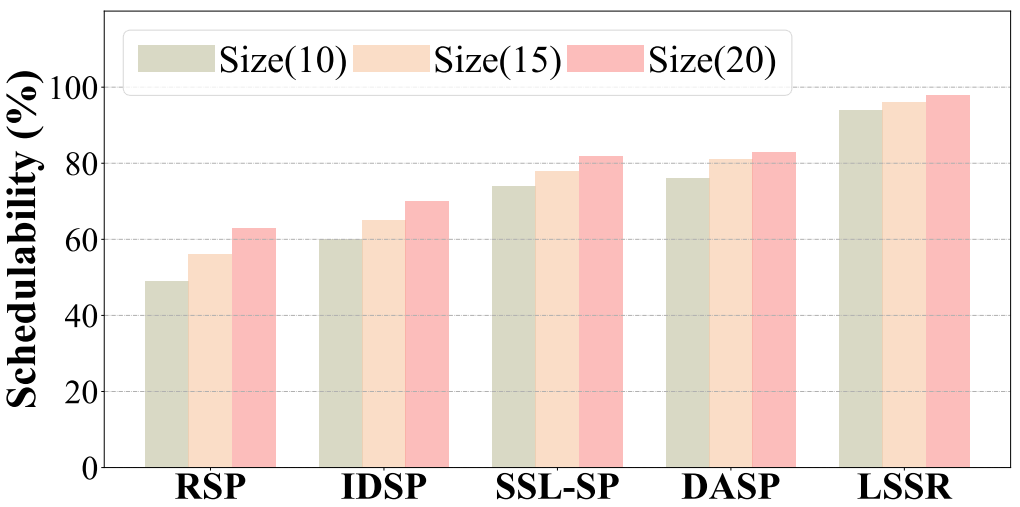 Size(10) Size(15) Size(20)
Schedulability (%)
100
80
60
40
20
0
RSP IDSP SSL-SP DASP LSSR